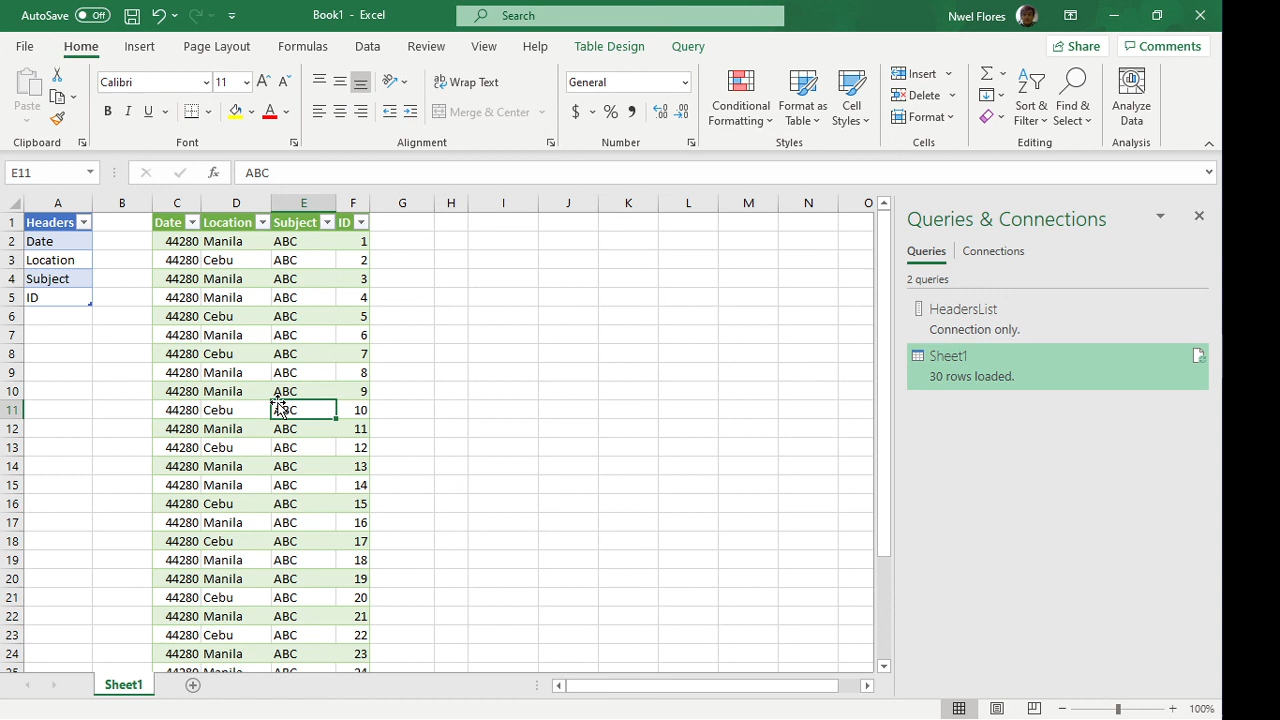 AutoSave Off Book1 - Excel Search Nwel Flores
File Home Insert Page Layout Formulas Data Review View Help Table Design Query Share Comments
Paste Calibri 11 A A Wrap Text General Conditional Formatting Format as Table Cell Styles Insert Sort & Filter Find & Select Analyze Data
B I U A Merge & Center $ % , Delete
Format
Clipboard Font Alignment Number Styles Cells Editing Analysis
E11 fx ABC
A B C D E F G H I J K L M N O
1 Headers Date Location Subject ID
2 Date 44280 Manila ABC 1
3 Location 44280 Cebu ABC 2
4 Subject 44280 Manila ABC 3
5 ID 44280 Manila ABC 4
6 44280 Cebu ABC 5
7 44280 Manila ABC 6
8 44280 Cebu ABC 7
9 44280 Manila ABC 8
10 44280 Manila ABC 9
11 44280 Cebu ABC 10
12 44280 Manila ABC 11
13 44280 Cebu ABC 12
14 44280 Manila ABC 13
15 44280 Manila ABC 14
16 44280 Cebu ABC 15
17 44280 Manila ABC 16
18 44280 Cebu ABC 17
19 44280 Manila ABC 18
20 44280 Manila ABC 19
21 44280 Cebu ABC 20
22 44280 Manila ABC 21
23 44280 Cebu ABC 22
24 44280 Manila ABC 23
25 44280 Manila ABC 24
Queries & Connections
Queries Connections
2 queries
HeadersList
Connection only.
Sheet1
30 rows loaded.
Sheet1
100%